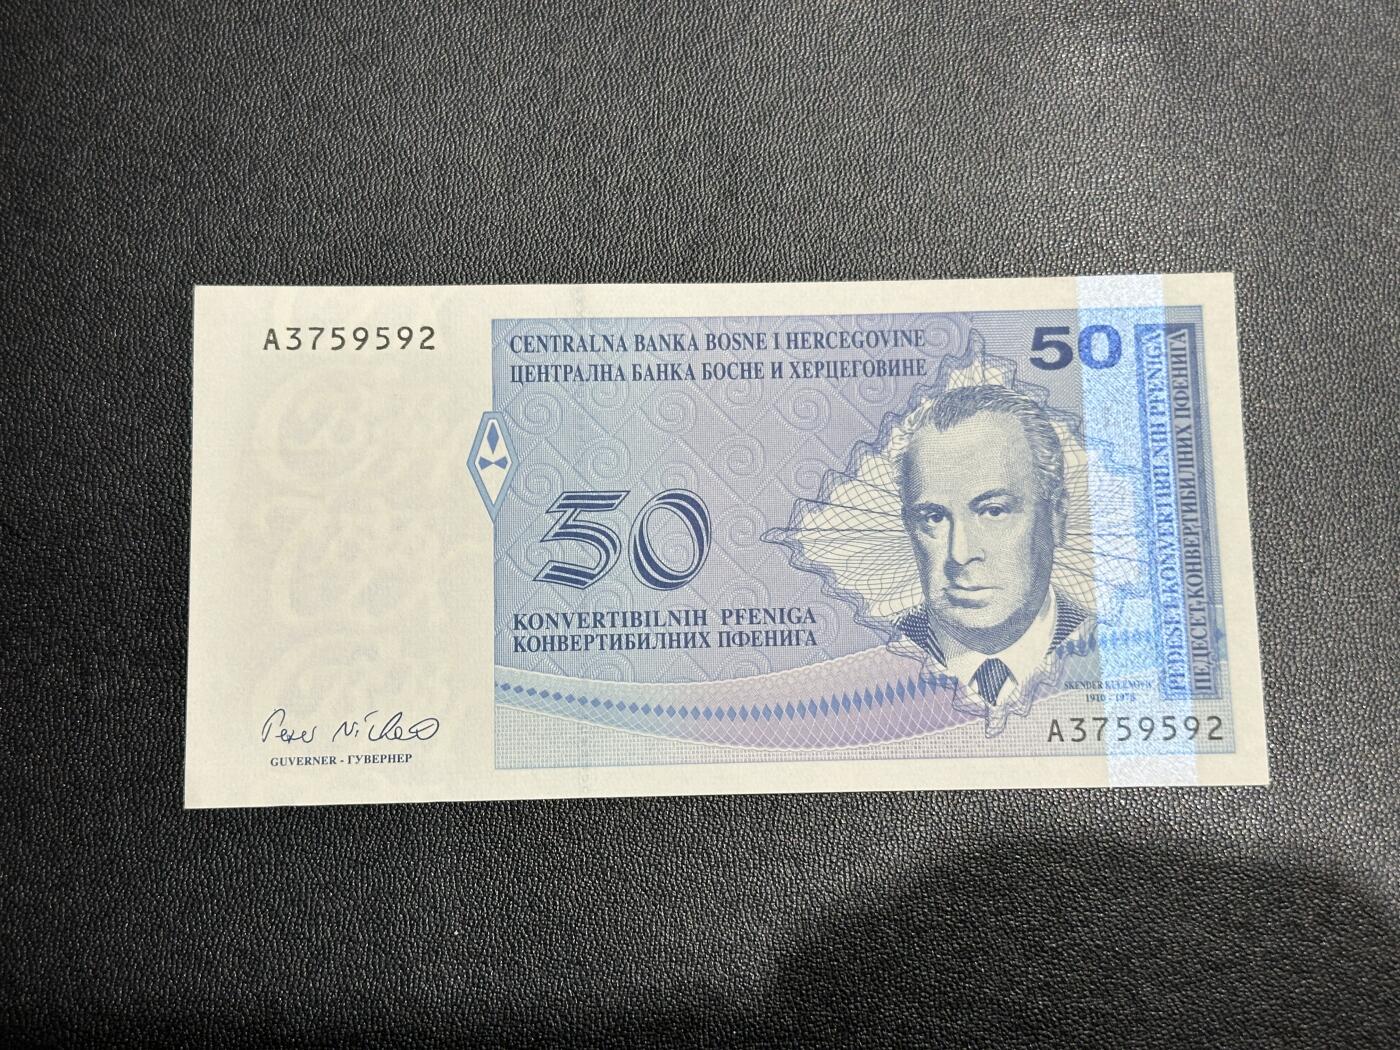 A3759592
CENTRALNA BANKA BOSNE I HERCEGOVINE
ЦЕНТРАЛНА БАНКА БОСНЕ И ХЕРЦЕГОВИНЕ
50
PEDESET KONVERTIBILNIH PFENIGA
ПЕДЕСЕТ КОНВЕРТИБИЛНИХ ПФЕНИГА
50
KONVERTIBILNIH PFENIGA
КОНВЕРТИБИЛНИХ ПФЕНИГА
SKENDER KULENOVIĆ
1910 - 1978
A3759592
GUVERNER - ГУВЕРНЕР